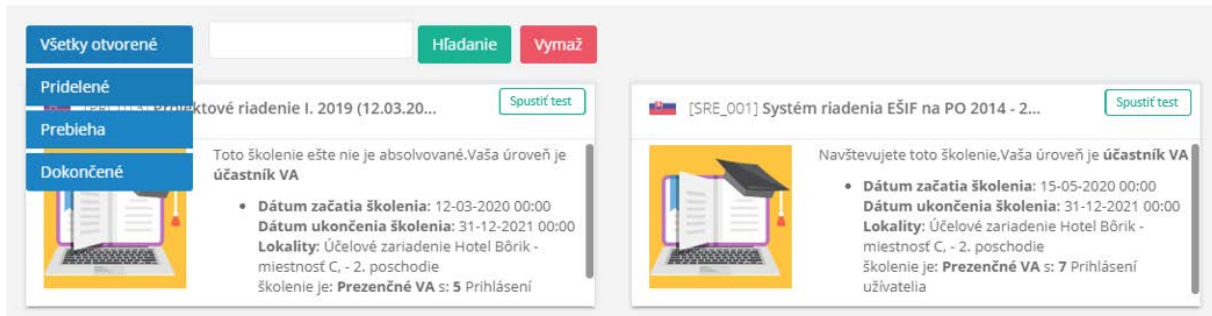 Všetky otvorené
Hľadanie
Vymaž
Pridelené
Prebieha
Dokončené
Projektové riadenie I. 2019 (12.03.20...
Spustiť test
Toto školenie ešte nie je absolvované.Vaša úroveň je
účastník VA
• Dátum začatia školenia: 12-03-2020 00:00
Dátum ukončenia školenia: 31-12-2021 00:00
Lokality: Účelové zariadenie Hotel Bôrik -
miestnosť C, - 2. poschodie
školenie je: Prezenčné VA s: 5 Prihlásení
[SRE_001] Systém riadenia EŠIF na PO 2014 - 2...
Spustiť test
Navštevujete toto školenie,Vaša úroveň je účastník VA
• Dátum začatia školenia: 15-05-2020 00:00
Dátum ukončenia školenia: 31-12-2021 00:00
Lokality: Účelové zariadenie Hotel Bôrik -
miestnosť C, - 2. poschodie
školenie je: Prezenčné VA s: 7 Prihlásení
užívatelia